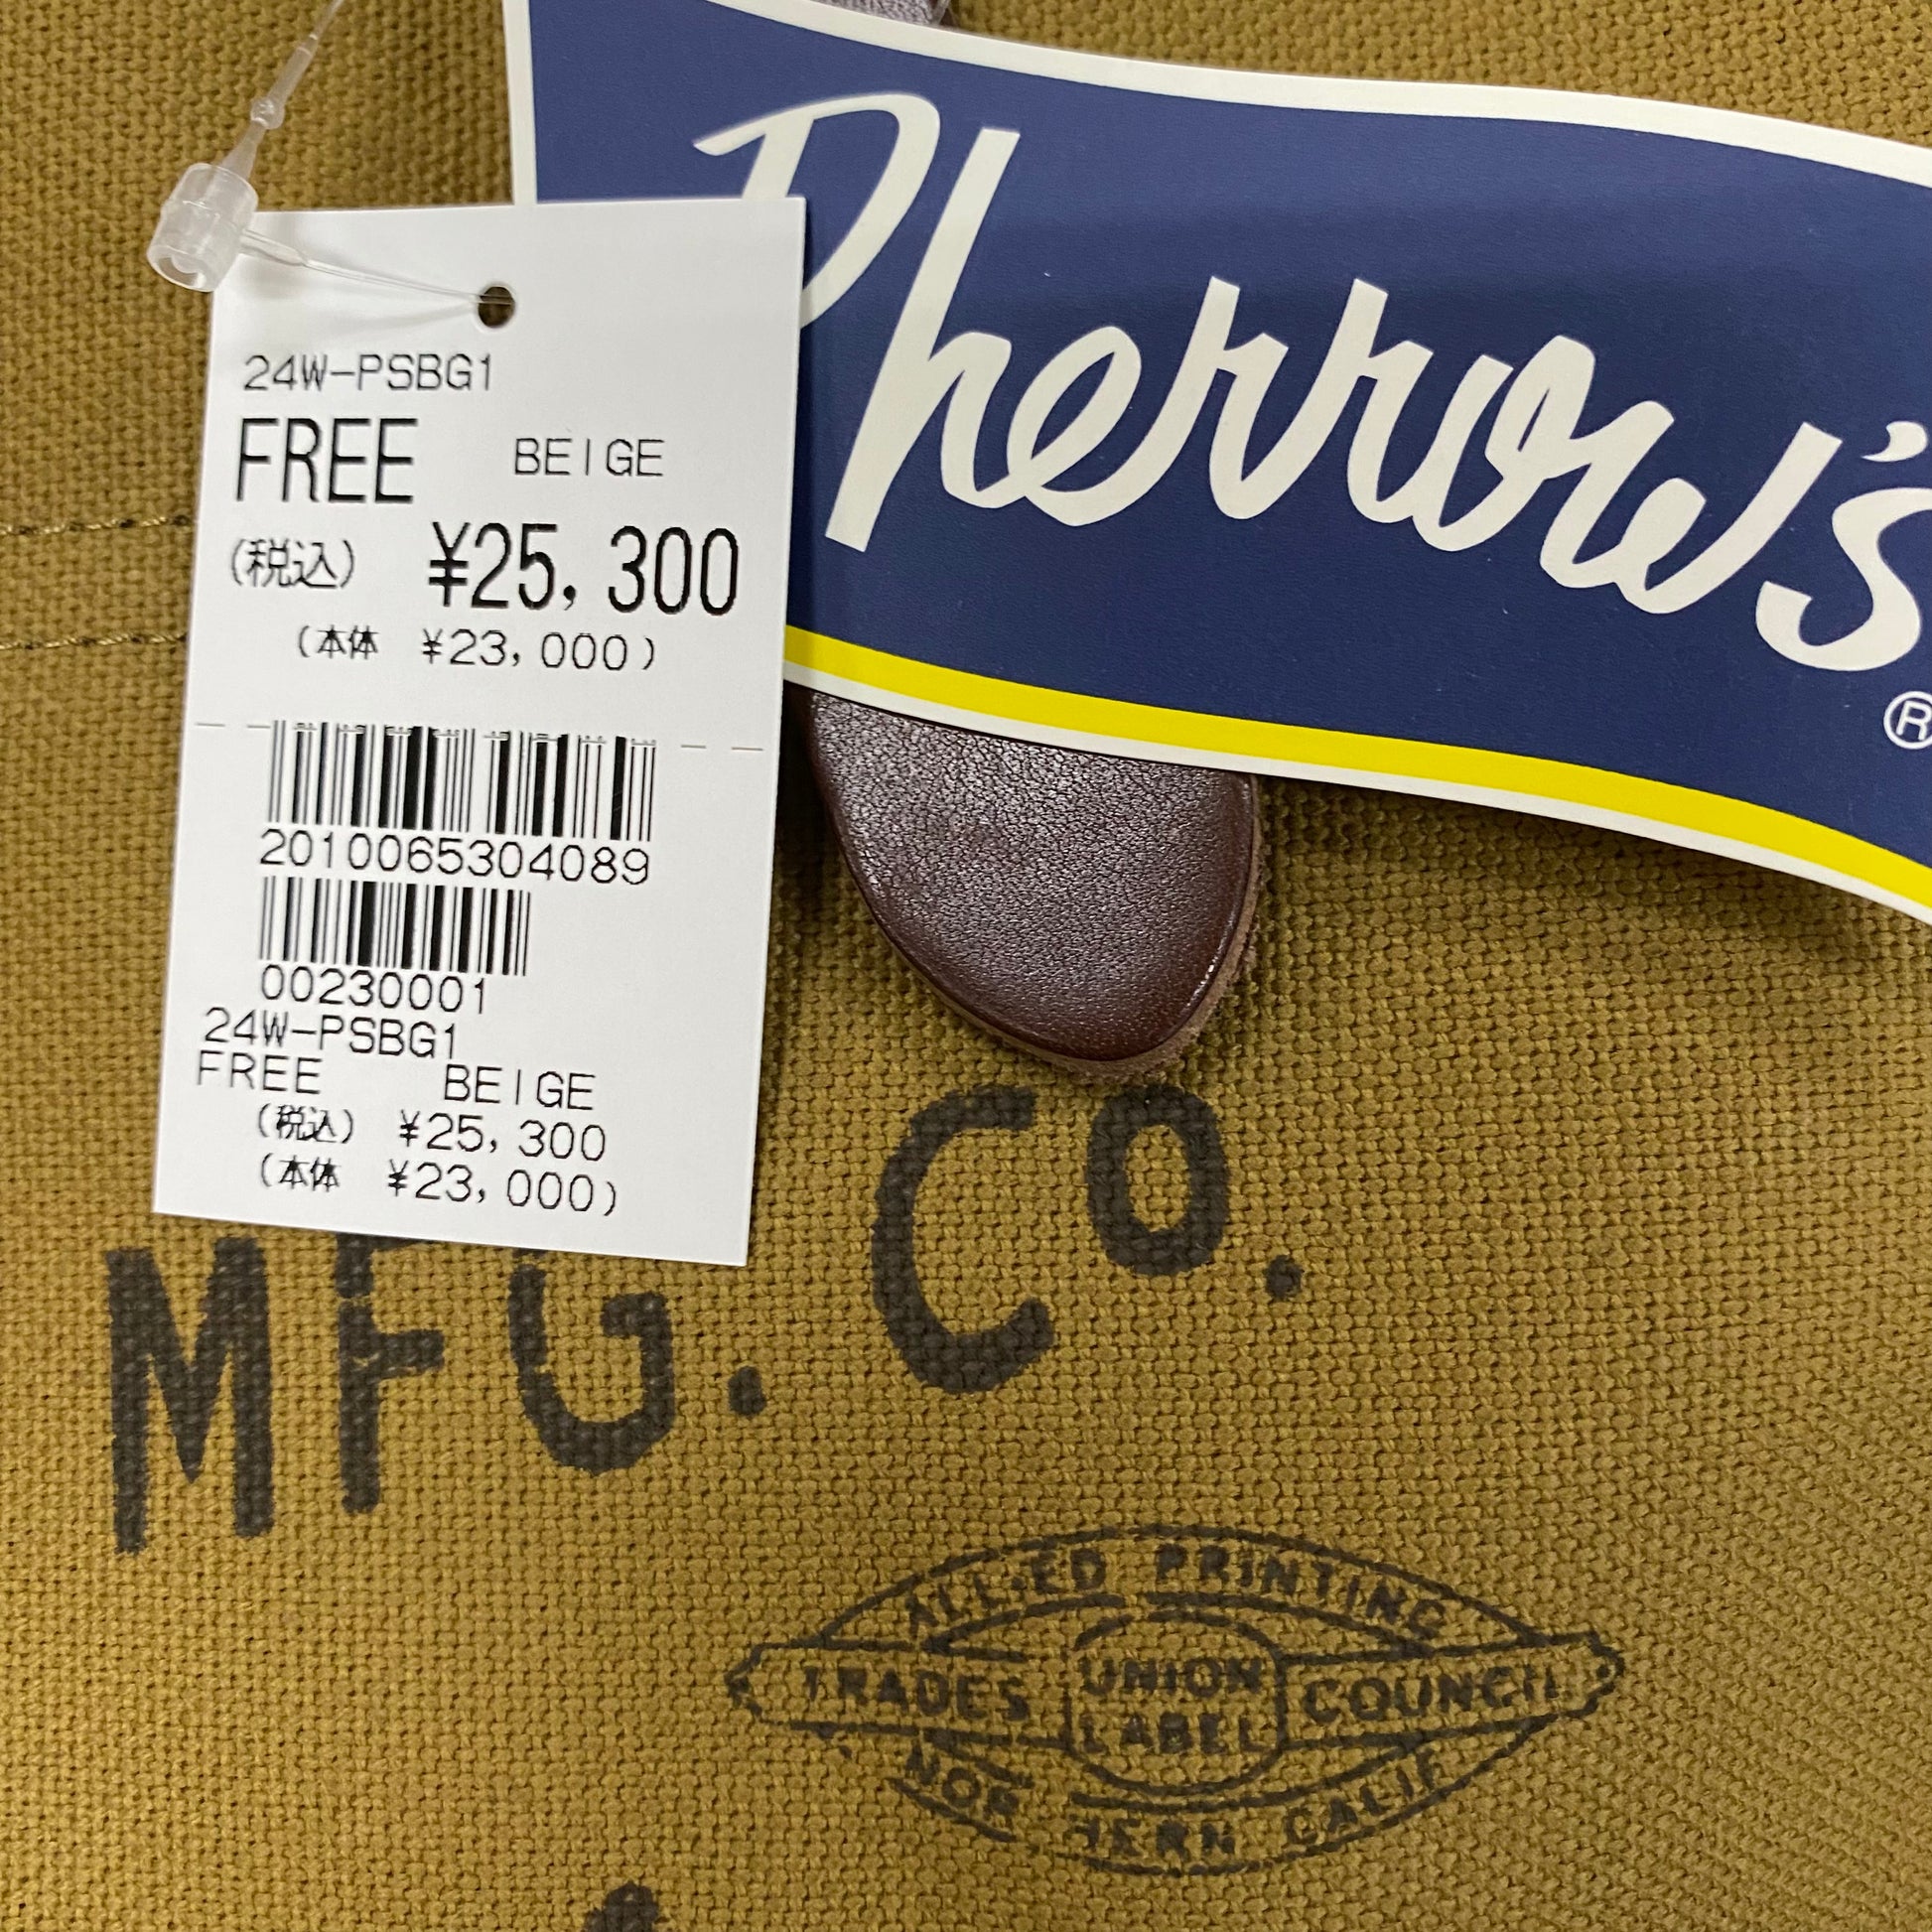 Pherrow's
®
24W-PSBG1
FREE BEIGE
(税込) ¥25,300
(本体 ¥23,000)
2010065304089
00230001
24W-PSBG1
FREE BEIGE
(税込) ¥25,300
(本体 ¥23,000)
MFG. Co.
ALLIED PRINTING
TRADES UNION LABEL COUNCIL
NORTHERN CALIF